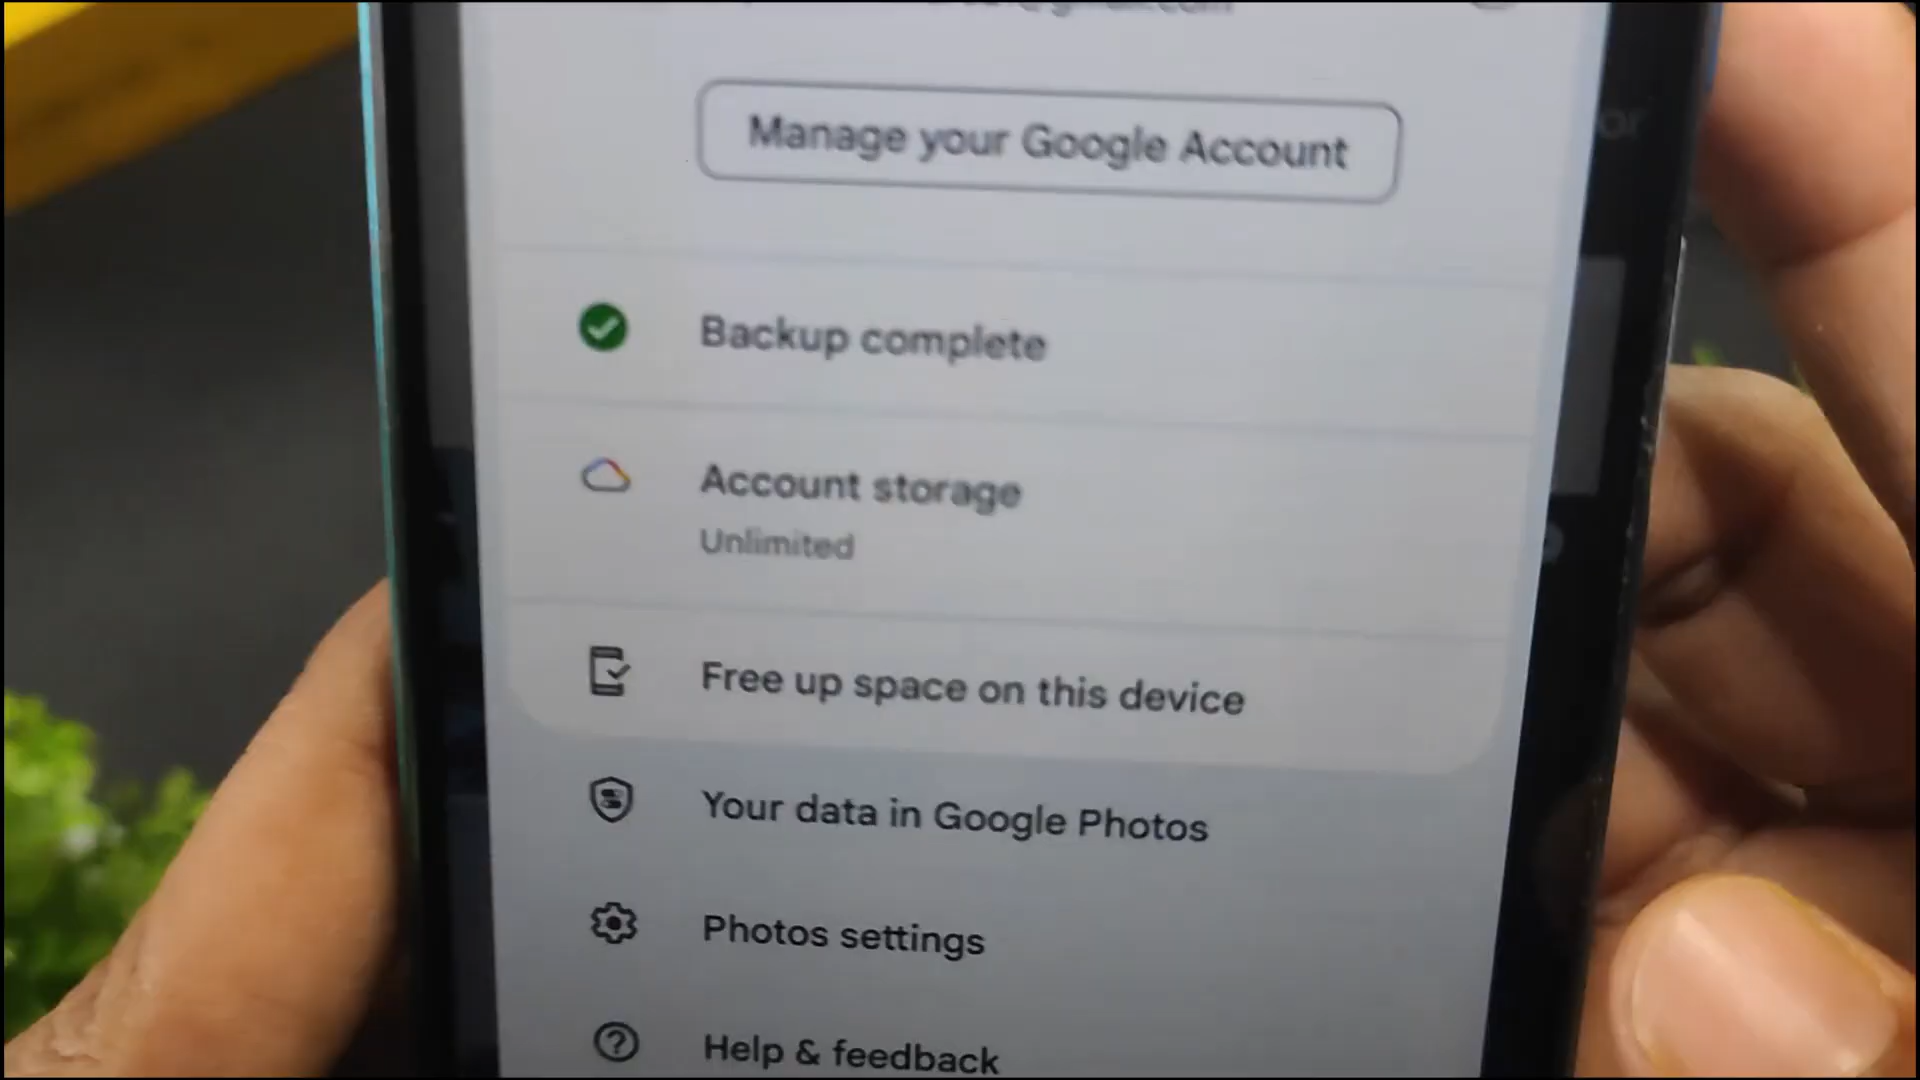 Manage your Google Account
Backup complete
Account storage
Unlimited
Free up space on this device
Your data in Google Photos
Photos settings
Help & feedback